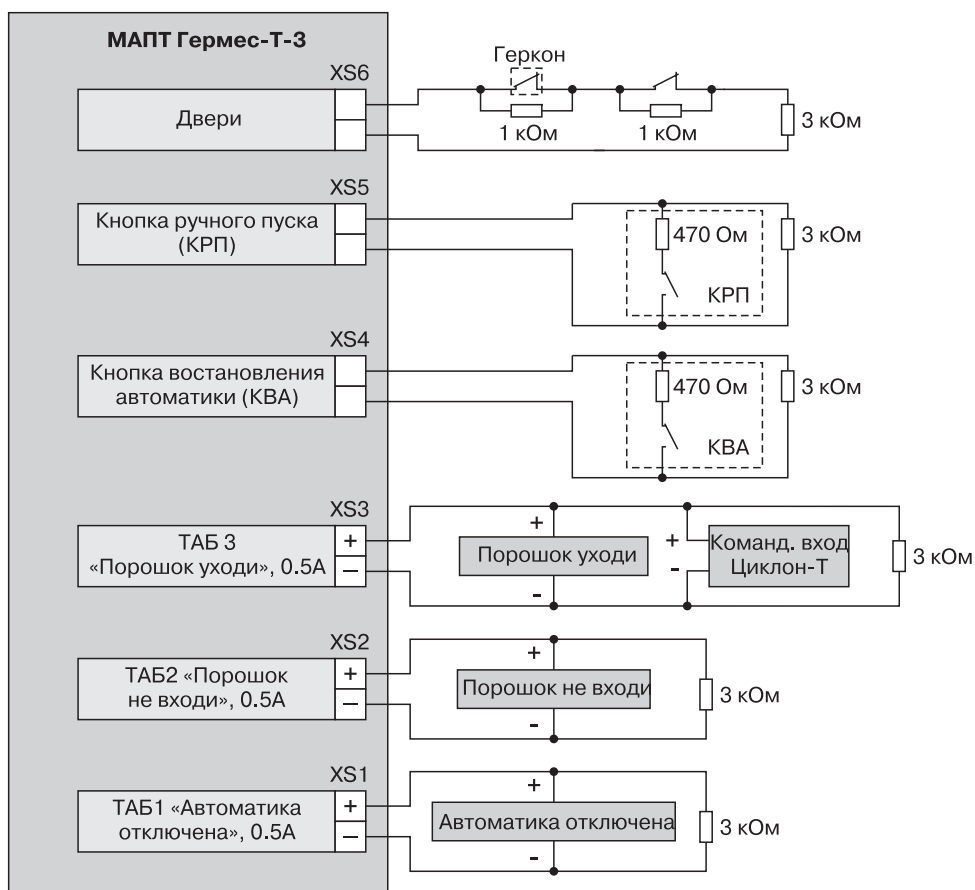 МАПТ Гермес-Т-3
XS6
Двери
Геркон
1 кОм
1 кОм
3 кОм
XS5
Кнопка ручного пуска
(КРП)
470 Ом
КРП
3 кОм
XS4
Кнопка востановления
автоматики (КВА)
470 Ом
КВА
3 кОм
XS3
ТАБ 3
«Порошок уходи», 0.5А
+
–
+
Порошок уходи
-
+
-
Команд. вход
Циклон-Т
3 кОм
XS2
ТАБ2 «Порошок
не входи», 0.5А
+
–
+
Порошок не входи
-
3 кОм
XS1
ТАБ1 «Автоматика
отключена», 0.5А
+
–
+
Автоматика отключена
-
3 кОм